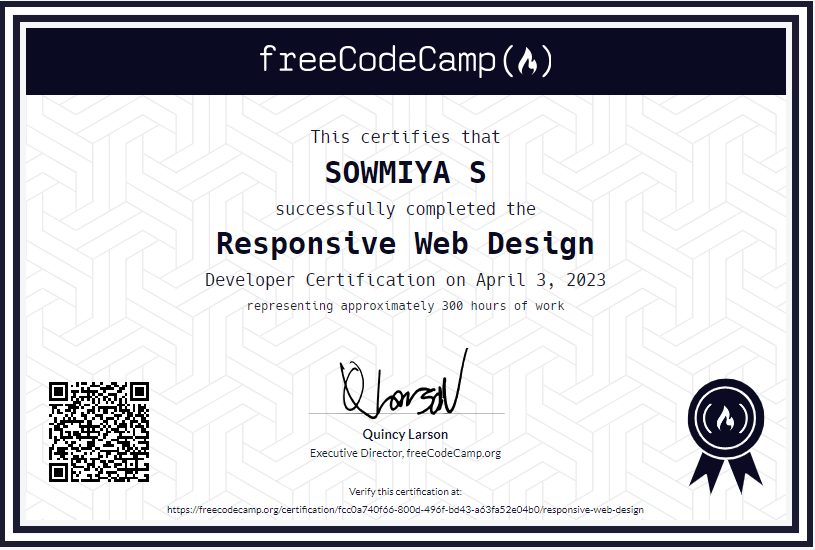 freeCodeCamp
This certifies that
SOWMIYA S
successfully completed the
Responsive Web Design
Developer Certification on April 3, 2023
representing approximately 300 hours of work
QLarson
Quincy Larson
Executive Director, freeCodeCamp.org
Verify this certification at:
https://freecodecamp.org/certification/fcc0a740f66-800d-496f-bd43-a63fa52e04b0/responsive-web-design